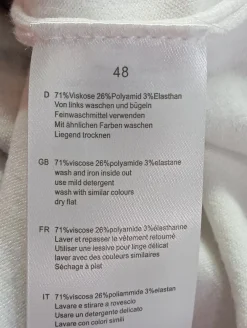 48
D 71%Viskose 26%Polyamid 3%Elasthan
Von links waschen und bügeln
Feinwaschmittel verwenden
Mit ähnlichen Farben waschen
Liegend trocknen
GB 71%viscose 26%polyamide 3%elastane
wash and iron inside out
use mild detergent
wash with similar colours
dry flat
FR 71%viscose 26%polyamide 3%élasthanne
Laver et repasser le vêtement retourné
Utiliser une lessive pour linge délicat
laver avec des couleurs similaires
Séchage à plat
IT 71%viscosa 26%poliammide 3%elastan
Lavare e stirare a rovescio
Usare un detergente delicato
Lavare con colori simili